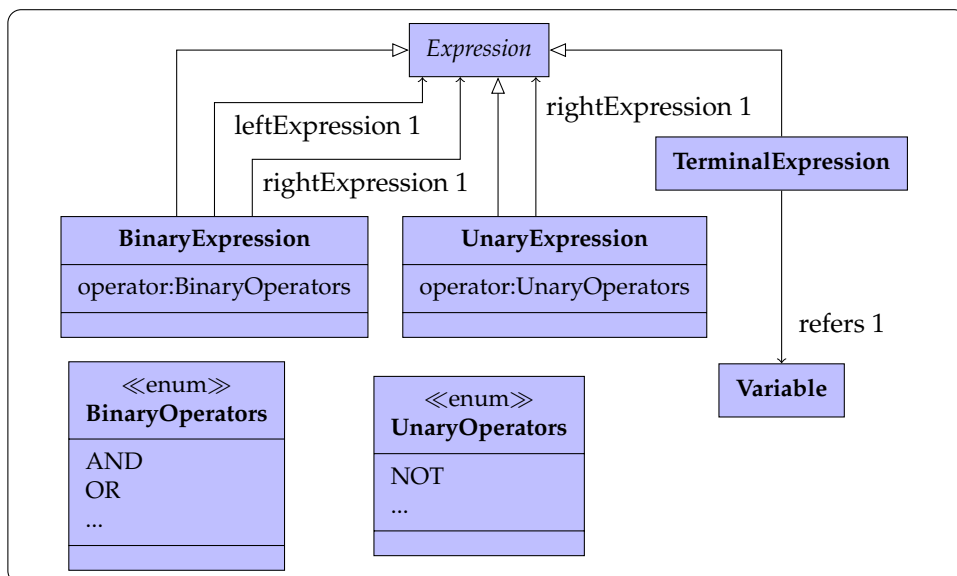 Expression
leftExpression 1
rightExpression 1
rightExpression 1
TerminalExpression
BinaryExpression
operator:BinaryOperators
UnaryExpression
operator:UnaryOperators
refers 1
Variable
≪enum≫
BinaryOperators
AND
OR
...
≪enum≫
UnaryOperators
NOT
...